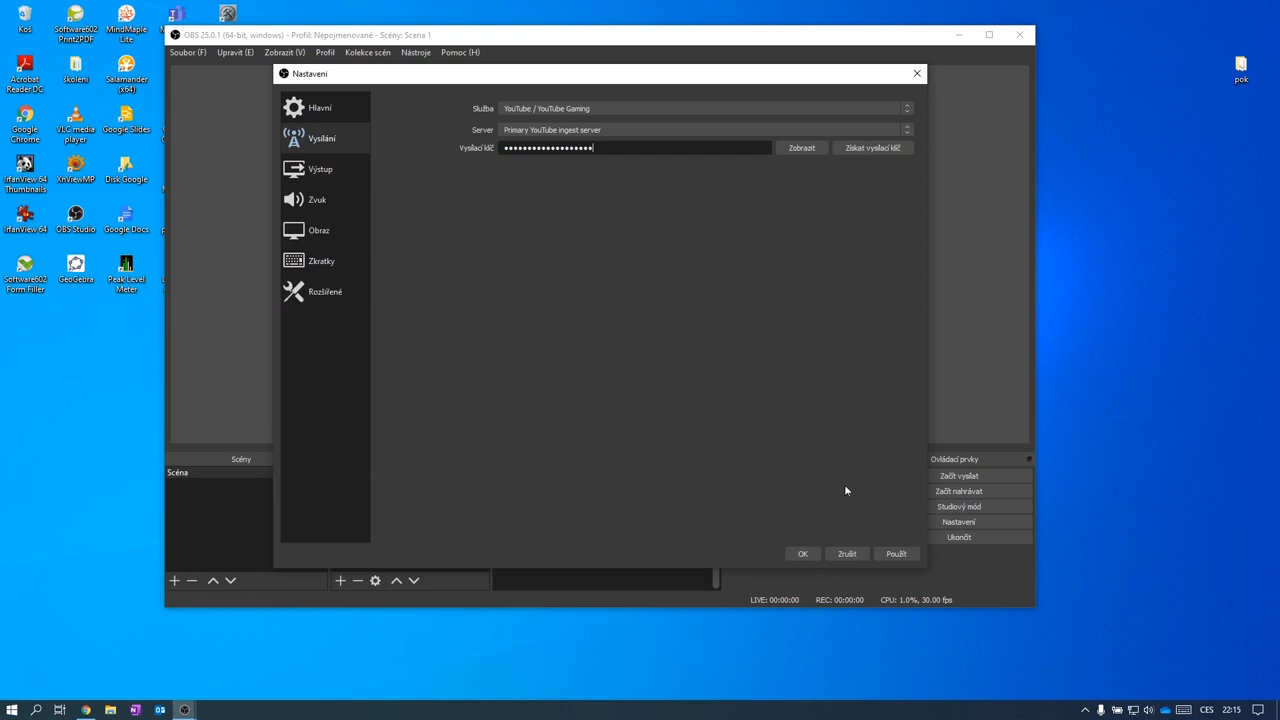 Koš
Software602
Print2PDF
MindMaple
Lite
Acrobat
Reader DC
školení
Salamander
(x64)
Google
Chrome
VLC media
player
Google Slides
IrfanView 64
Thumbnails
XnViewMP
Disk Google
IrfanView 64
OBS Studio
Google Docs
Software602
Form Filler
GeoGebra
Peak Level
Meter
pok
OBS 25.0.1 (64-bit, windows) - Profil: Nepojmenované - Scény: Scena 1
Soubor (F)
Upravit (E)
Zobrazit (V)
Profil
Kolekce scén
Nástroje
Pomoc (H)
Nastavení
Hlavní
Vysílání
Výstup
Zvuk
Obraz
Zkratky
Rozšířené
Služba
YouTube / YouTube Gaming
Server
Primary YouTube ingest server
Vysílací klíč
•••••••••••••••••••
Zobrazit
Získat vysílací klíč
OK
Zrušit
Použít
Scény
Scéna
Ovládací prvky
Začít vysílat
Začít nahrávat
Studiový mód
Nastavení
Ukončit
LIVE: 00:00:00
REC: 00:00:00
CPU: 1.0%, 30.00 fps
CES
22:15